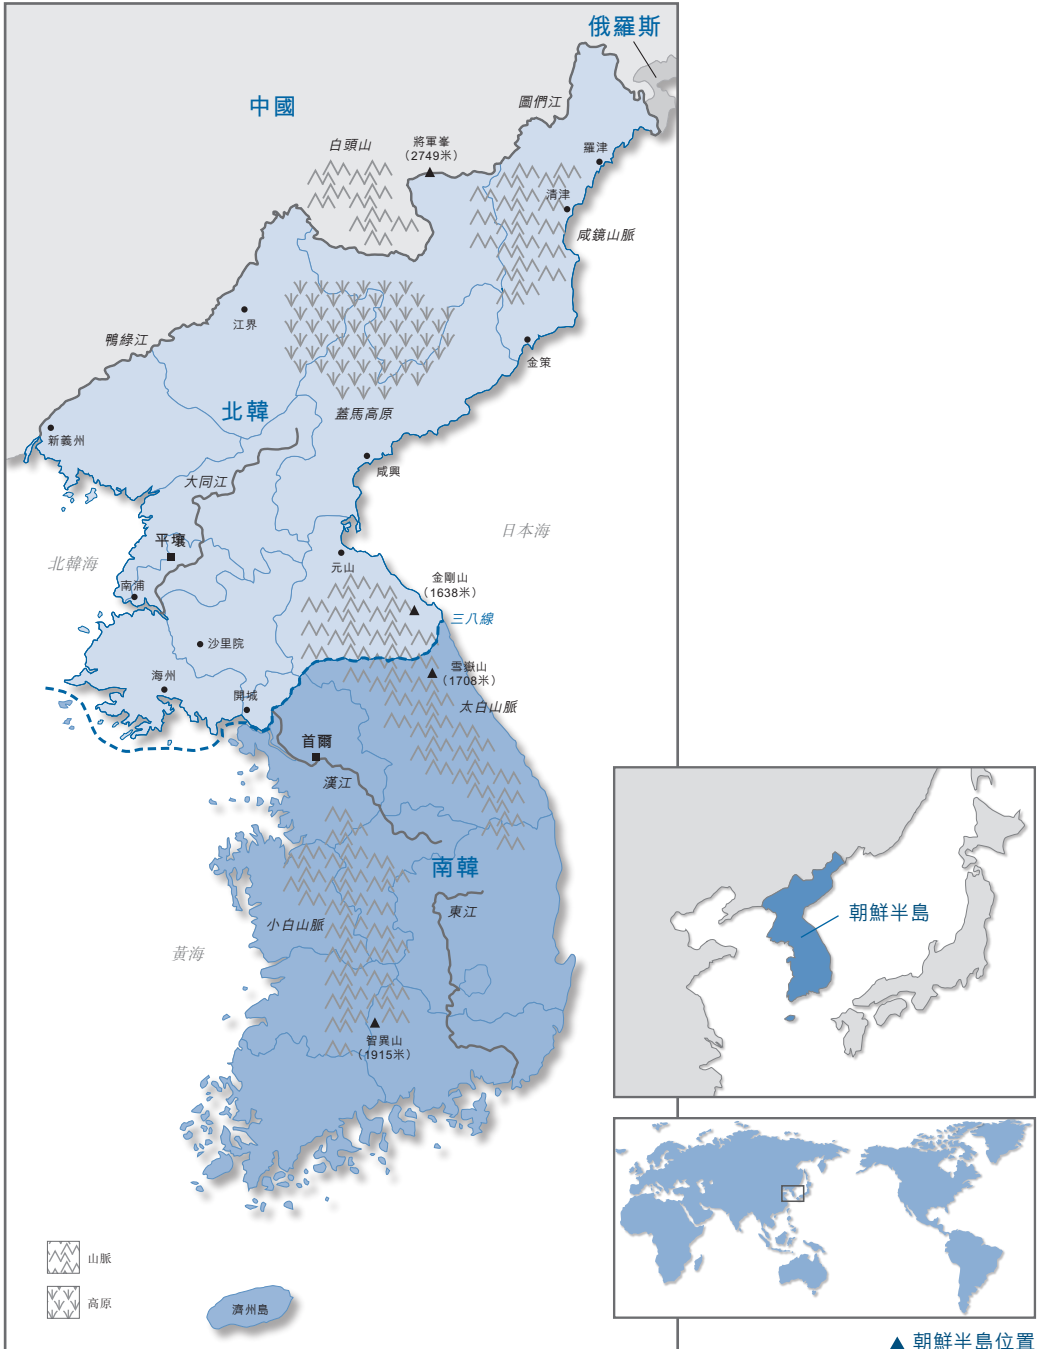 俄羅斯
中國
圖們江
白頭山
將軍峯
（2749米）
羅津
清津
咸鏡山脈
江界
鴨綠江
金策
北韓
蓋馬高原
新義州
咸興
大同江
日本海
平壤
北韓海
元山
金剛山
（1638米）
南浦
三八線
沙里院
雪嶽山
（1708米）
海州
開城
太白山脈
首爾
漢江
南韓
朝鮮半島
東江
小白山脈
黃海
智異山
（1915米）
山脈
高原
濟州島
▲ 朝鮮半島位置